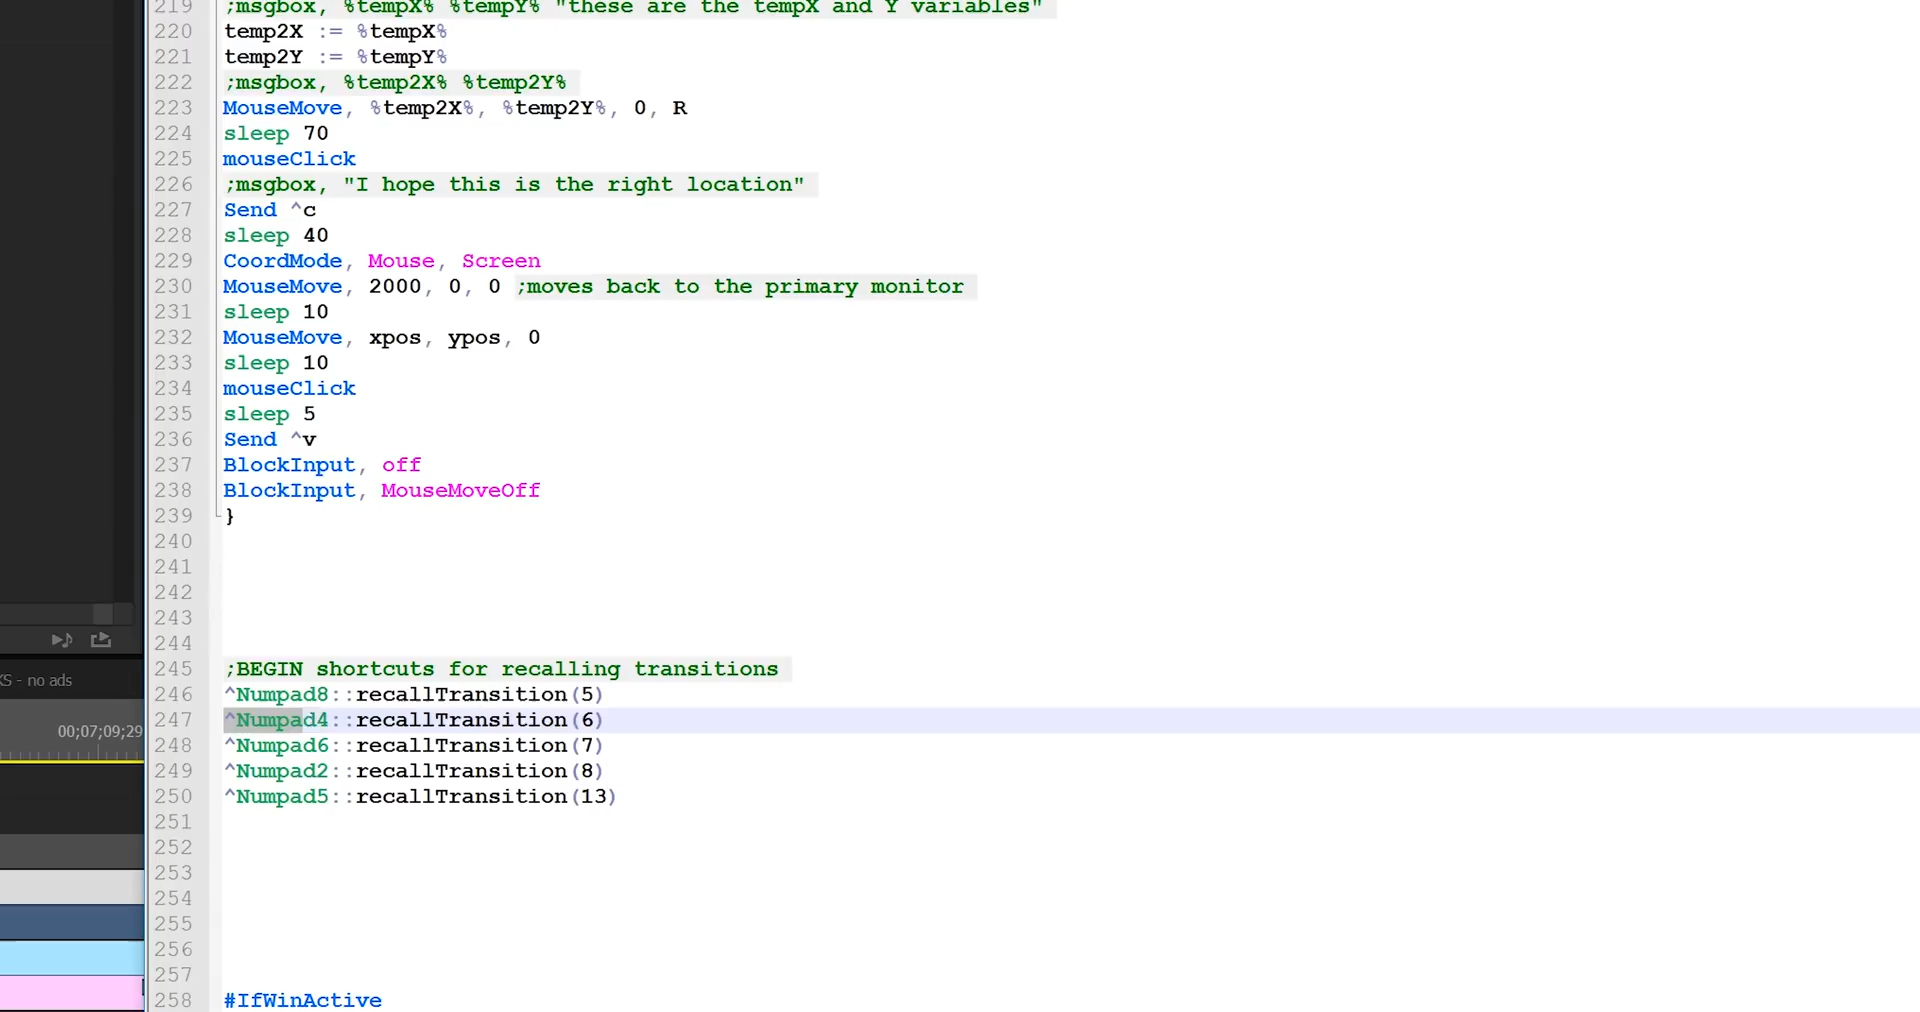 219 ;msgbox, %tempX% %tempY% "these are the tempX and Y variables"
220 temp2X := %tempX%
221 temp2Y := %tempY%
222 ;msgbox, %temp2X% %temp2Y%
223 MouseMove, %temp2X%, %temp2Y%, 0, R
224 sleep 70
225 mouseClick
226 ;msgbox, "I hope this is the right location"
227 Send ^c
228 sleep 40
229 CoordMode, Mouse, Screen
230 MouseMove, 2000, 0, 0 ;moves back to the primary monitor
231 sleep 10
232 MouseMove, xpos, ypos, 0
233 sleep 10
234 mouseClick
235 sleep 5
236 Send ^v
237 BlockInput, off
238 BlockInput, MouseMoveOff
239 }
240
241
242
243
244
245 ;BEGIN shortcuts for recalling transitions
246 ^Numpad8::recallTransition(5)
247 ^Numpad4::recallTransition(6)
248 ^Numpad6::recallTransition(7)
249 ^Numpad2::recallTransition(8)
250 ^Numpad5::recallTransition(13)
251
252
253
254
255
256
257
258 #IfWinActive
KS - no ads
00;07;09;29